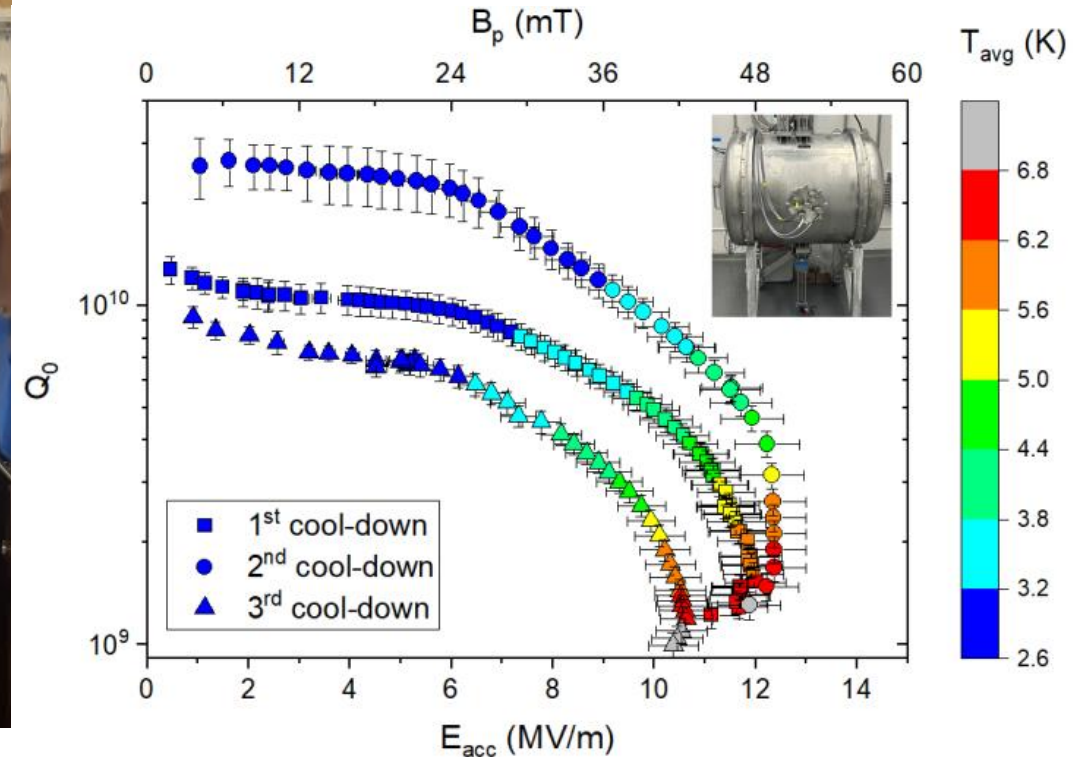 B_p (mT)
0 12 24 36 48 60
T_avg (K)
6.8
6.2
5.6
5.0
4.4
3.8
3.2
2.6
Q_0
10^10
10^9
1^st cool-down
2^nd cool-down
3^rd cool-down
0 2 4 6 8 10 12 14
E_acc (MV/m)